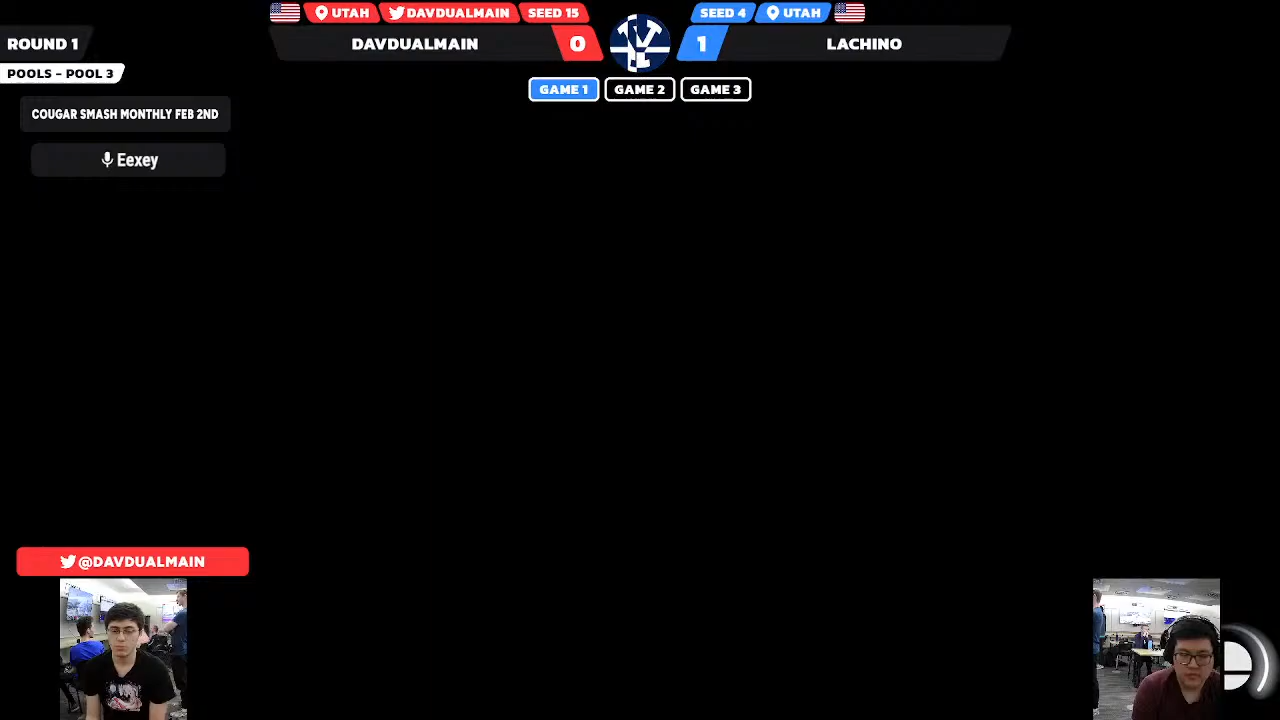 UTAH
DAVDUALMAIN
SEED 15
SEED 4
UTAH
ROUND 1
DAVDUALMAIN
0
1
LACHINO
POOLS - POOL 3
GAME 1
GAME 2
GAME 3
COUGAR SMASH MONTHLY FEB 2ND
Eexey
@DAVDUALMAIN